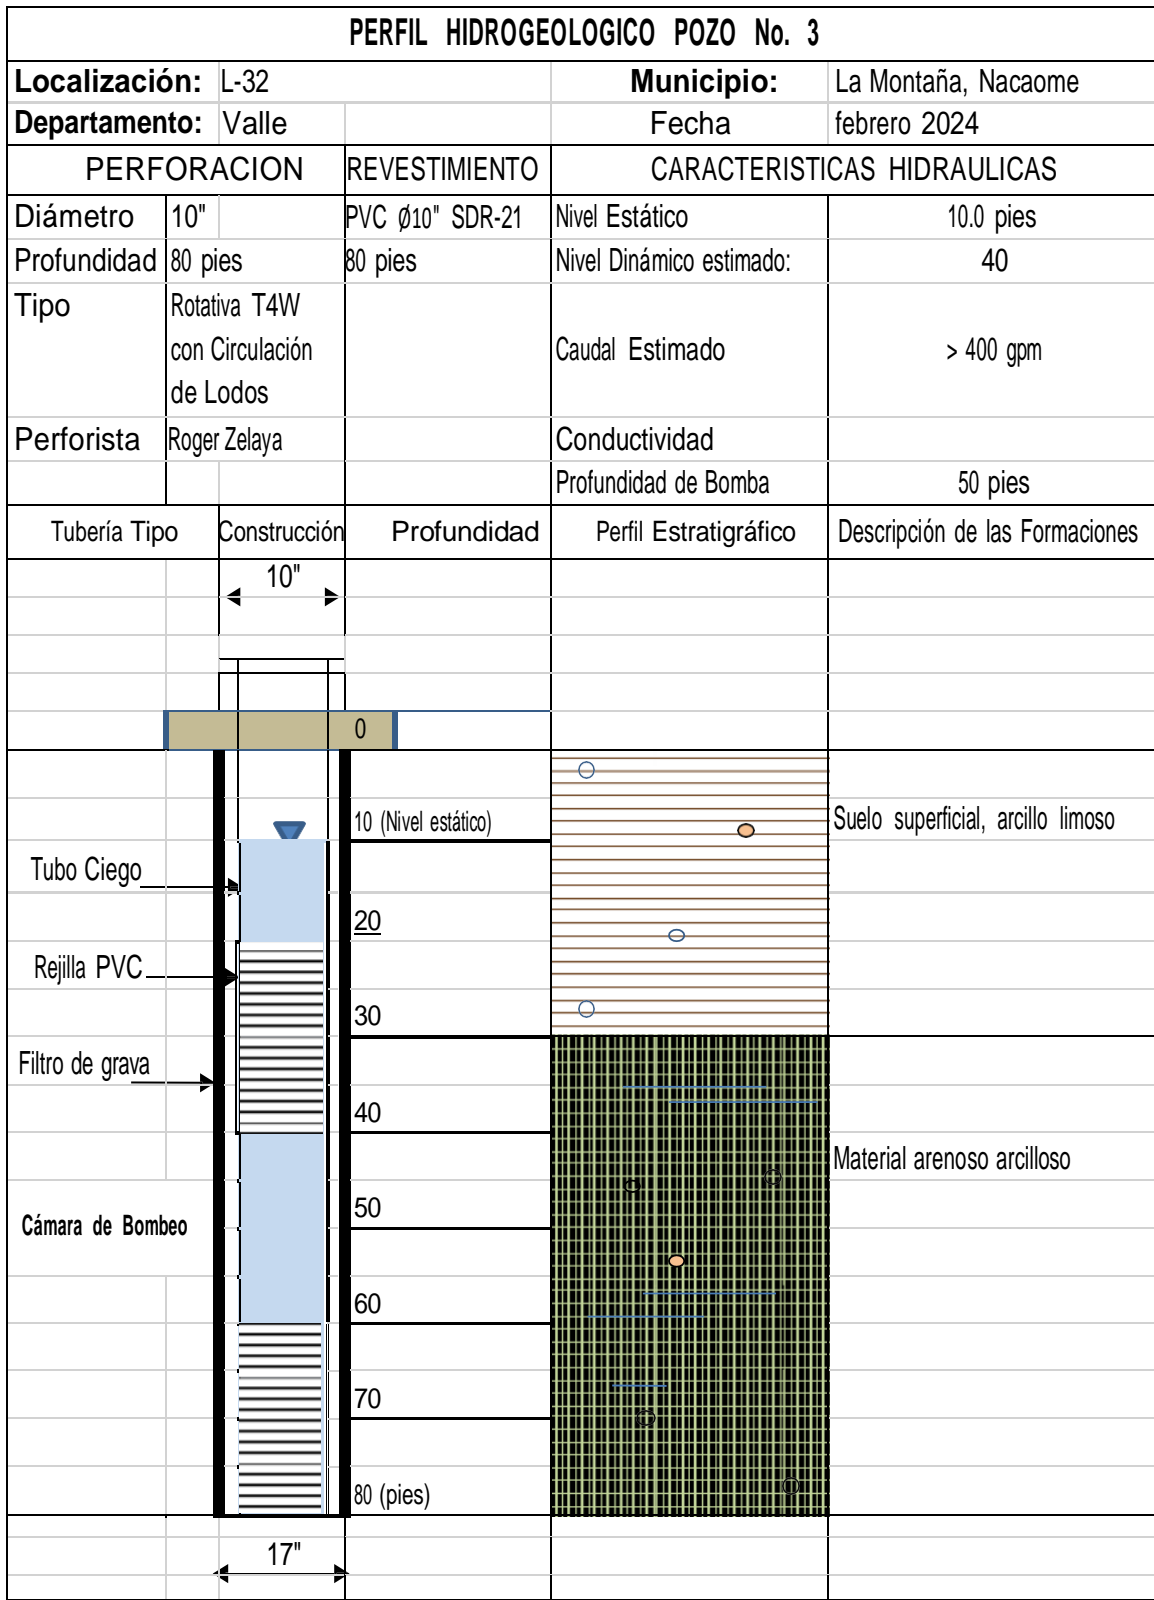 PERFIL HIDROGEOLOGICO POZO No. 3
Localización: L-32 Municipio: La Montaña, Nacaome
Departamento: Valle Fecha febrero 2024
PERFORACION REVESTIMIENTO CARACTERISTICAS HIDRAULICAS
Diámetro 10" PVC Ø10" SDR-21 Nivel Estático 10.0 pies
Profundidad 80 pies 80 pies Nivel Dinámico estimado: 40
Tipo Rotativa T4W
con Circulación Caudal Estimado > 400 gpm
de Lodos
Perforista Roger Zelaya Conductividad
Profundidad de Bomba 50 pies
Tubería Tipo Construcción Profundidad Perfil Estratigráfico Descripción de las Formaciones
10"
0
10 (Nivel estático) Suelo superficial, arcillo limoso
Tubo Ciego
20
Rejilla PVC
30
Filtro de grava
40
Material arenoso arcilloso
50
Cámara de Bombeo
60
70
80 (pies)
17"